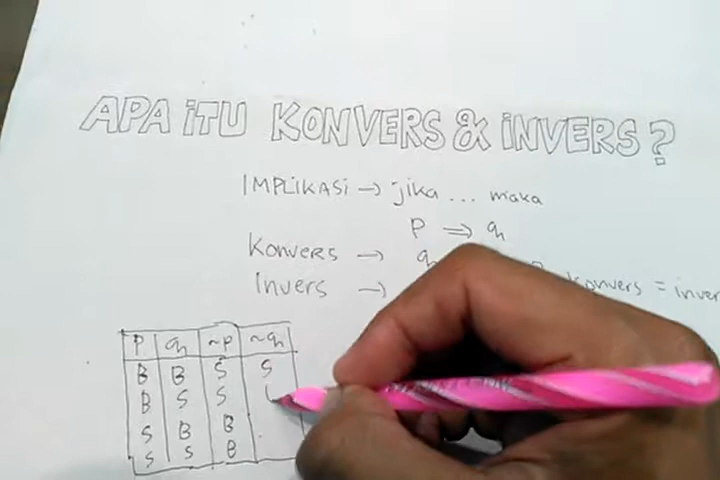 APA iTU KONVERS & iNVERS?
IMPLiKASi → jika ... maka
P → q
Konvers → q
Invers → konvers = inver
P q ~p ~q
B B S S
B S S
S B B
S S B